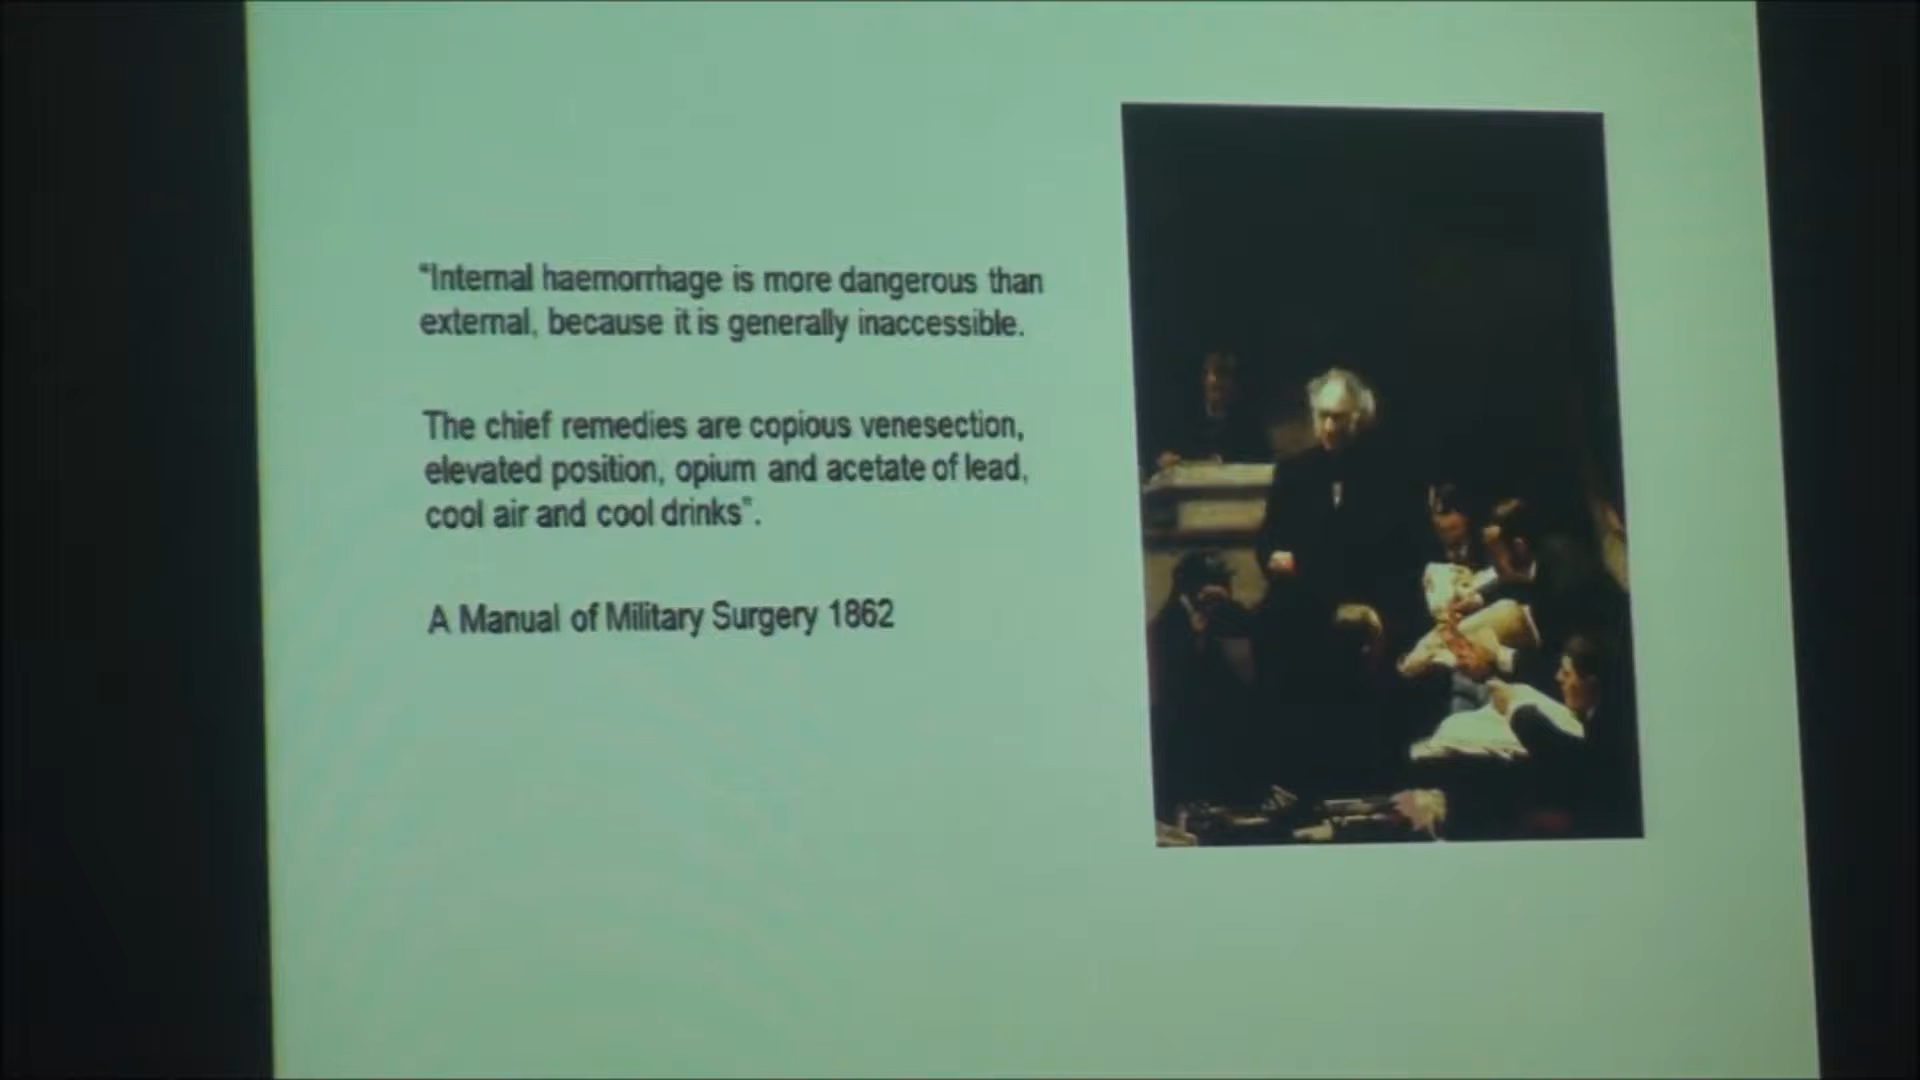 “Internal haemorrhage is more dangerous than
external, because it is generally inaccessible.
The chief remedies are copious venesection,
elevated position, opium and acetate of lead,
cool air and cool drinks”.
A Manual of Military Surgery 1862